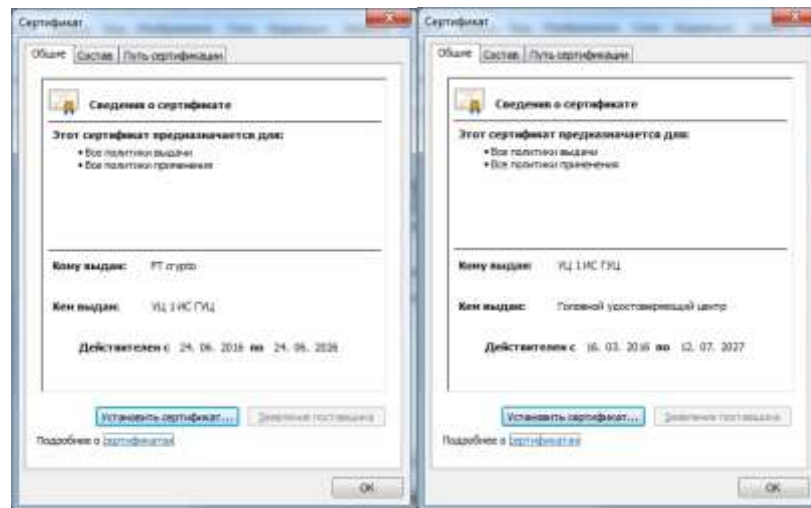 Сертификат
Общие Состав Путь сертификации
Сведения о сертификате
Этот сертификат предназначается для:
• Все политики выдачи
• Все политики применения
Кому выдан: PT crypto
Кем выдан: УЦ 1 ИС ГУЦ
Действителен с 24. 06. 2016 по 24. 06. 2026
Установить сертификат... Заявление поставщика
Подробнее о сертификатах
ОК
Сертификат
Общие Состав Путь сертификации
Сведения о сертификате
Этот сертификат предназначается для:
• Все политики выдачи
• Все политики применения
Кому выдан: УЦ 1 ИС ГУЦ
Кем выдан: Головной удостоверяющий центр
Действителен с 16. 03. 2016 по 12. 07. 2027
Установить сертификат... Заявление поставщика
Подробнее о сертификатах
ОК